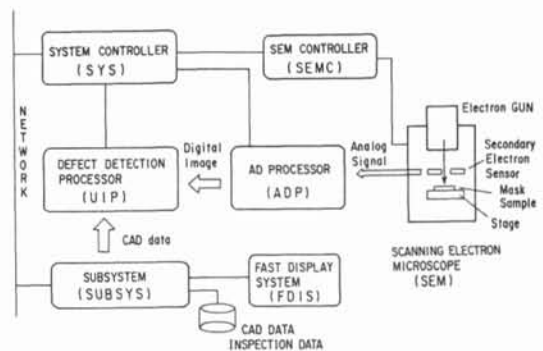 SYSTEM CONTROLLER
(SYS)
SEM CONTROLLER
(SEMC)
NETWORK
Electron GUN
Digital
Image
Analog
Signal
Secondary
Electron
Sensor
Mask
Sample
Stage
DEFECT DETECTION
PROCESSOR
(UIP)
AD PROCESSOR
(ADP)
CAD data
SCANNING ELECTRON
MICROSCOPE
(SEM)
SUBSYSTEM
(SUBSYS)
FAST DISPLAY
SYSTEM
(FDIS)
CAD DATA
INSPECTION DATA